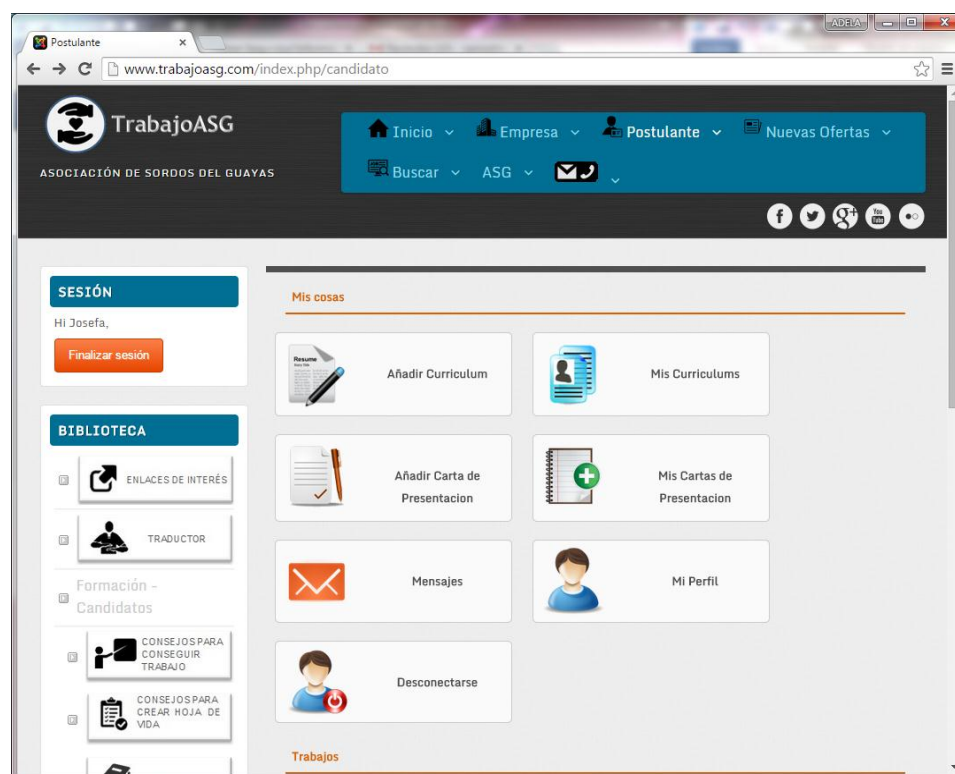 ADELA
Postulante
www.trabajoasg.com/index.php/candidato
TrabajoASG
ASOCIACIÓN DE SORDOS DEL GUAYAS
Inicio
Empresa
Postulante
Nuevas Ofertas
Buscar
ASG
You
Tube
SESIÓN
Hi Josefa,
Finalizar sesión
BIBLIOTECA
ENLACES DE INTERÉS
TRADUCTOR
Formación -
Candidatos
CONSEJOS PARA
CONSEGUIR
TRABAJO
CONSEJOS PARA
CREAR HOJA DE
VIDA
Mis cosas
Resume
Añadir Curriculum
Mis Curriculums
Añadir Carta de
Presentacion
Mis Cartas de
Presentacion
Mensajes
Mi Perfil
Desconectarse
Trabajos